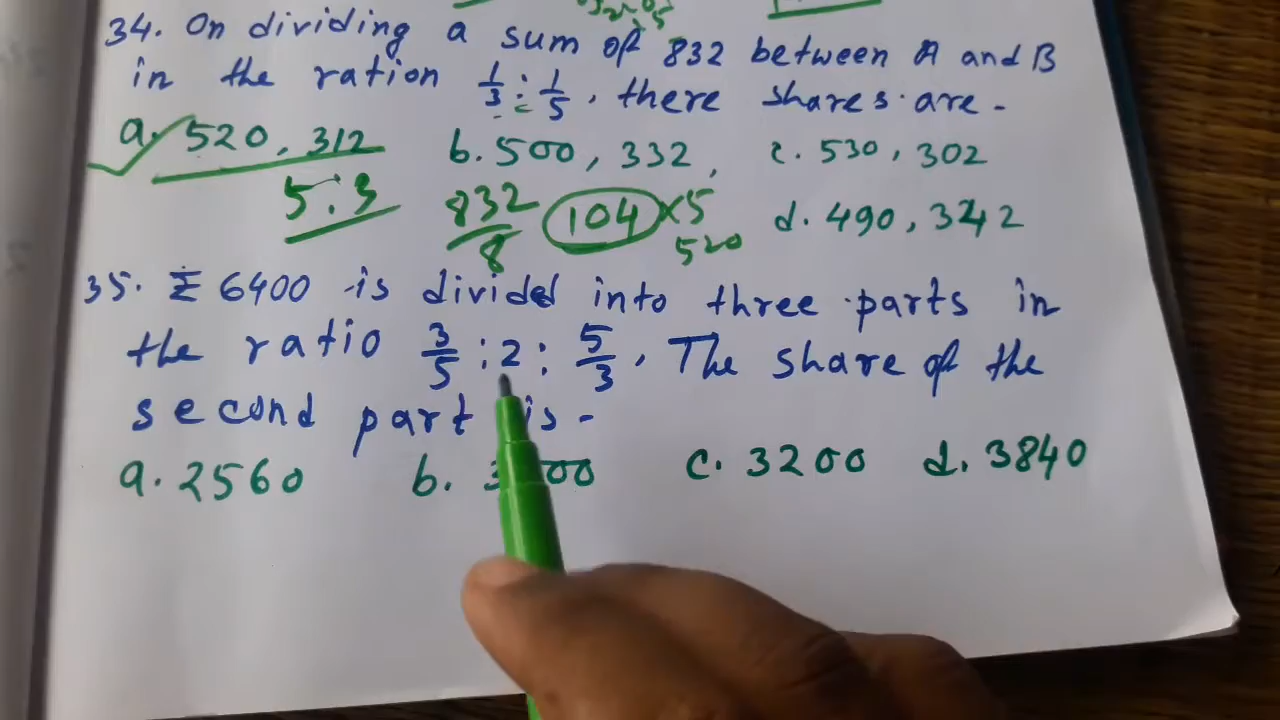 34. On dividing a sum of 832 between A and B
in the ration 1/3 : 1/5, there shares are -
a. 520, 312 b. 500, 332, c. 530, 302
5:3 832/8 104 x5 520 d. 490, 342
35. ₹ 6400 is divided into three parts in
the ratio 3/5 : 2 : 5/3, The share of the
second part is -
a. 2560 b. c. 3200 d. 3840